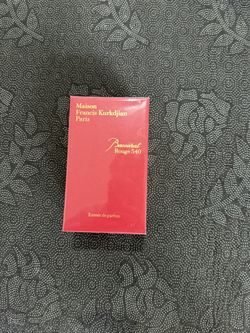 Maison
Francis Kurkdjian
Paris
Baccarat
Rouge 540
Extrait de parfum